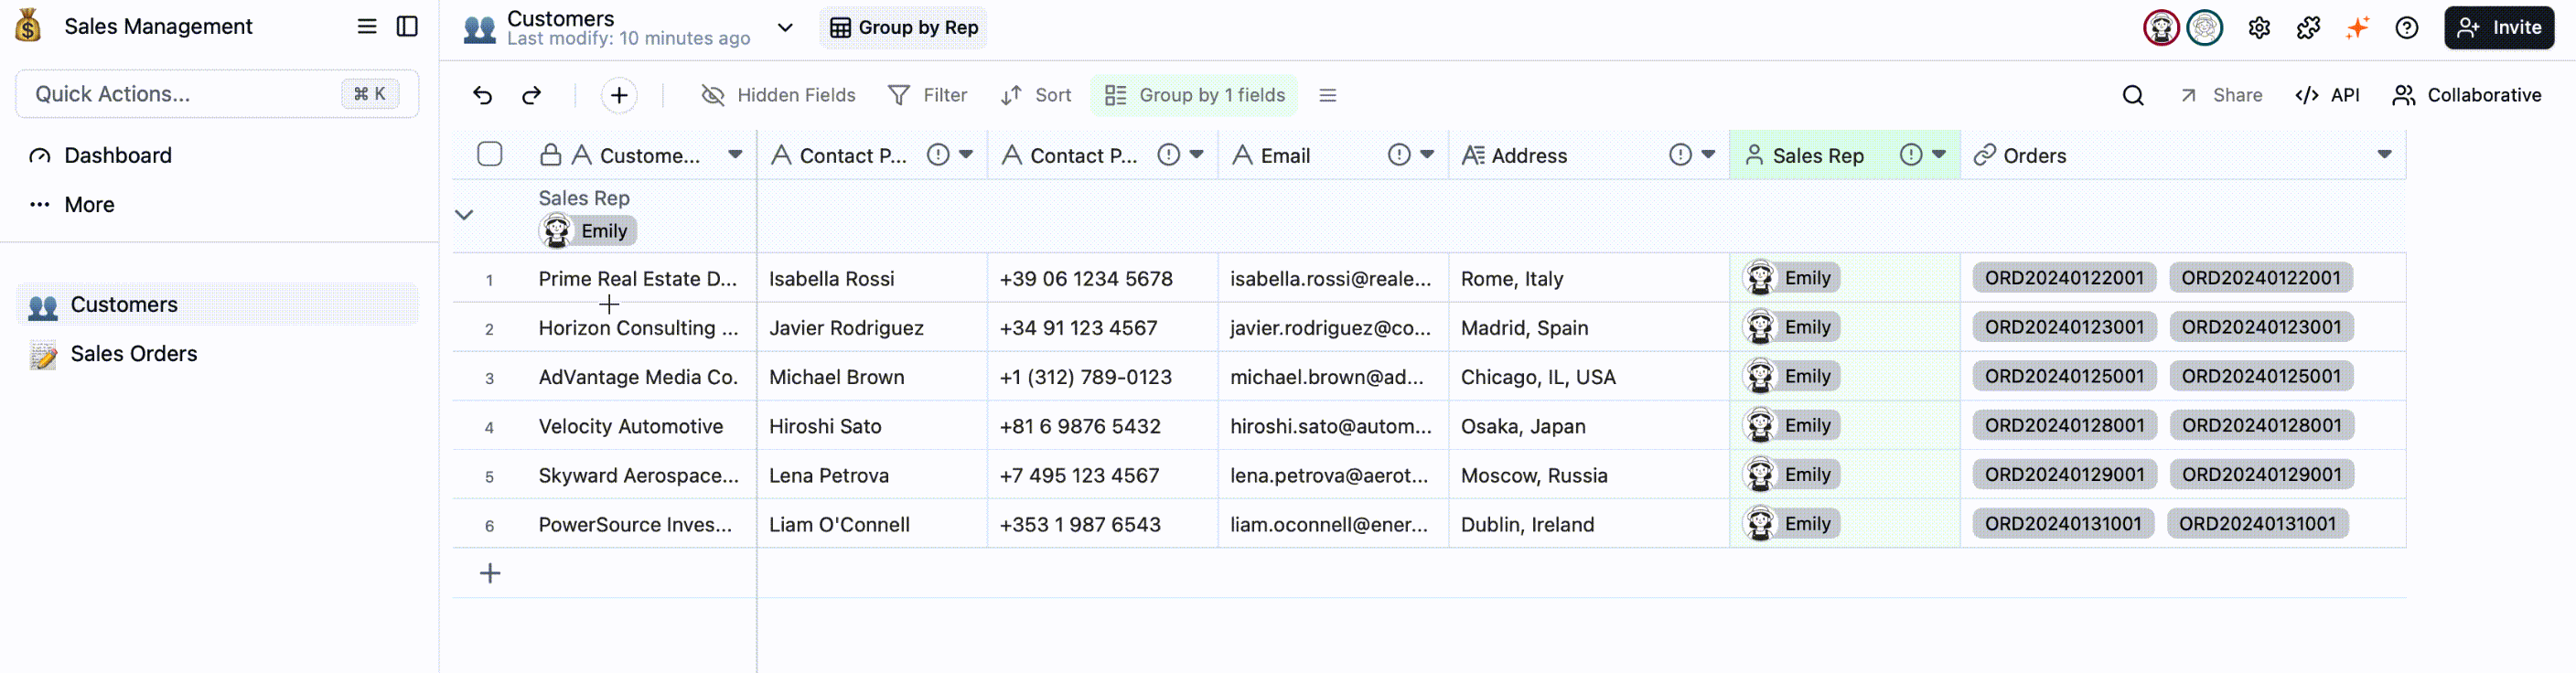 Sales Management
Quick Actions... ⌘ K
Dashboard
More
Customers
Sales Orders
Customers
Last modify: 10 minutes ago
Group by Rep
Invite
Hidden Fields Filter Sort Group by 1 fields
Share API Collaborative
Custome... Contact P... Contact P... Email Address Sales Rep Orders
Sales Rep
Emily
1 Prime Real Estate D... Isabella Rossi +39 06 1234 5678 isabella.rossi@reale... Rome, Italy Emily ORD20240122001 ORD20240122001
2 Horizon Consulting ... Javier Rodriguez +34 91 123 4567 javier.rodriguez@co... Madrid, Spain Emily ORD20240123001 ORD20240123001
3 AdVantage Media Co. Michael Brown +1 (312) 789-0123 michael.brown@ad... Chicago, IL, USA Emily ORD20240125001 ORD20240125001
4 Velocity Automotive Hiroshi Sato +81 6 9876 5432 hiroshi.sato@autom... Osaka, Japan Emily ORD20240128001 ORD20240128001
5 Skyward Aerospace... Lena Petrova +7 495 123 4567 lena.petrova@aerot... Moscow, Russia Emily ORD20240129001 ORD20240129001
6 PowerSource Inves... Liam O'Connell +353 1 987 6543 liam.oconnell@ener... Dublin, Ireland Emily ORD20240131001 ORD20240131001